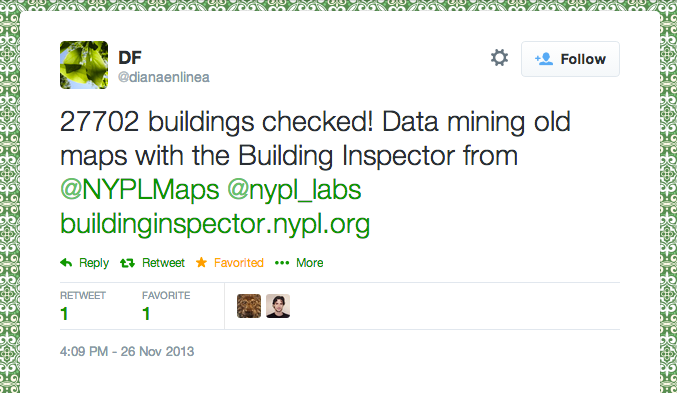 DF
@dianaenlinea
Follow
27702 buildings checked! Data mining old
maps with the Building Inspector from
@NYPLMaps @nypl_labs
buildinginspector.nypl.org
Reply Retweet Favorited More
RETWEET FAVORITE
1 1
4:09 PM - 26 Nov 2013